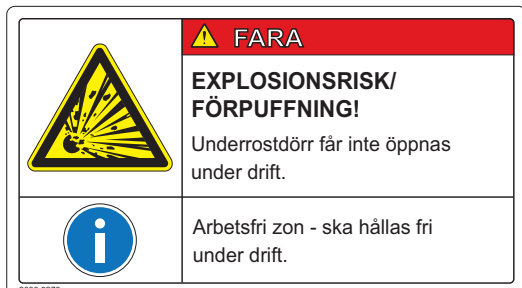 FARA
EXPLOSIONSRISK/
FÖRPUFFNING!
Underrostdörr får inte öppnas
under drift.
Arbetsfri zon - ska hållas fri
under drift.